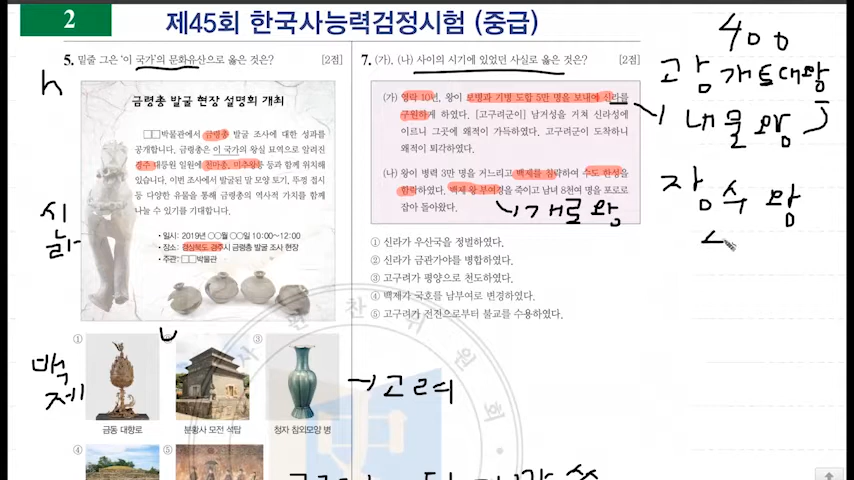 2
제45회 한국사능력검정시험 (중급)
5. 밑줄 그은 '이 국가'의 문화유산으로 옳은 것은? [2점]
금령총 발굴 현장 설명회 개최
□□박물관에서 금령총 발굴 조사에 대한 성과를
공개합니다. 금령총은 이 국가의 왕실 묘역으로 알려진
경주 대릉원 일원에 천마총, 미추왕릉 등과 함께 위치해
있습니다. 이번 조사에서 발굴된 말 모양 토기, 뚜껑 접시
등 다양한 유물을 통해 금령총의 역사적 가치를 함께
나눌 수 있기를 기대합니다.
• 일시: 2019년 ○○월 ○○일 10:00~12:00
• 장소: 경상북도 경주시 금령총 발굴 조사 현장
• 주관: □□박물관
신라
①
②
③
백제
고려
금동 대향로
분황사 모전 석탑
청자 참외모양 병
④
⑤
7. (가), (나) 사이의 시기에 있었던 사실로 옳은 것은? [2점]
(가) 영락 10년, 왕이 보병과 기병 도합 5만 명을 보내어 신라를
구원하게 하였다. [고구려군이] 남거성을 거쳐 신라성에
이르니 그곳에 왜적이 가득하였다. 고구려군이 도착하니
왜적이 퇴각하였다.
(나) 왕이 병력 3만 명을 거느리고 백제를 침략하여 수도 한성을
함락하였다. 백제 왕 부여경을 죽이고 남녀 8천여 명을 포로로
잡아 돌아왔다.
개로왕
① 신라가 우산국을 정벌하였다.
② 신라가 금관가야를 병합하였다.
③ 고구려가 평양으로 천도하였다.
④ 백제가 국호를 남부여로 변경하였다.
⑤ 고구려가 전진으로부터 불교를 수용하였다.
400
광개토대왕
내물왕
장수왕